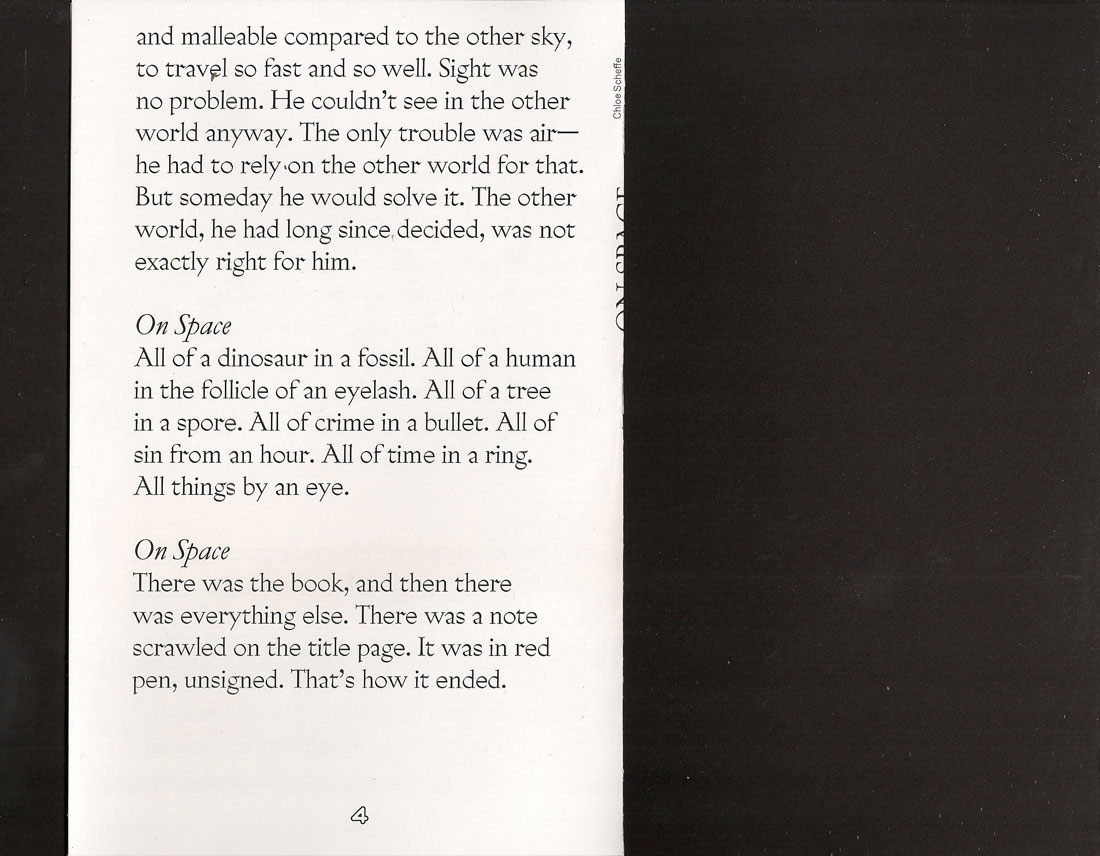 and malleable compared to the other sky,
to travel so fast and so well. Sight was
no problem. He couldn't see in the other
world anyway. The only trouble was air—
he had to rely on the other world for that.
But someday he would solve it. The other
world, he had long since decided, was not
exactly right for him.
On Space
All of a dinosaur in a fossil. All of a human
in the follicle of an eyelash. All of a tree
in a spore. All of crime in a bullet. All of
sin from an hour. All of time in a ring.
All things by an eye.
On Space
There was the book, and then there
was everything else. There was a note
scrawled on the title page. It was in red
pen, unsigned. That's how it ended.
4
Chloe Scheffe
ON SPACE